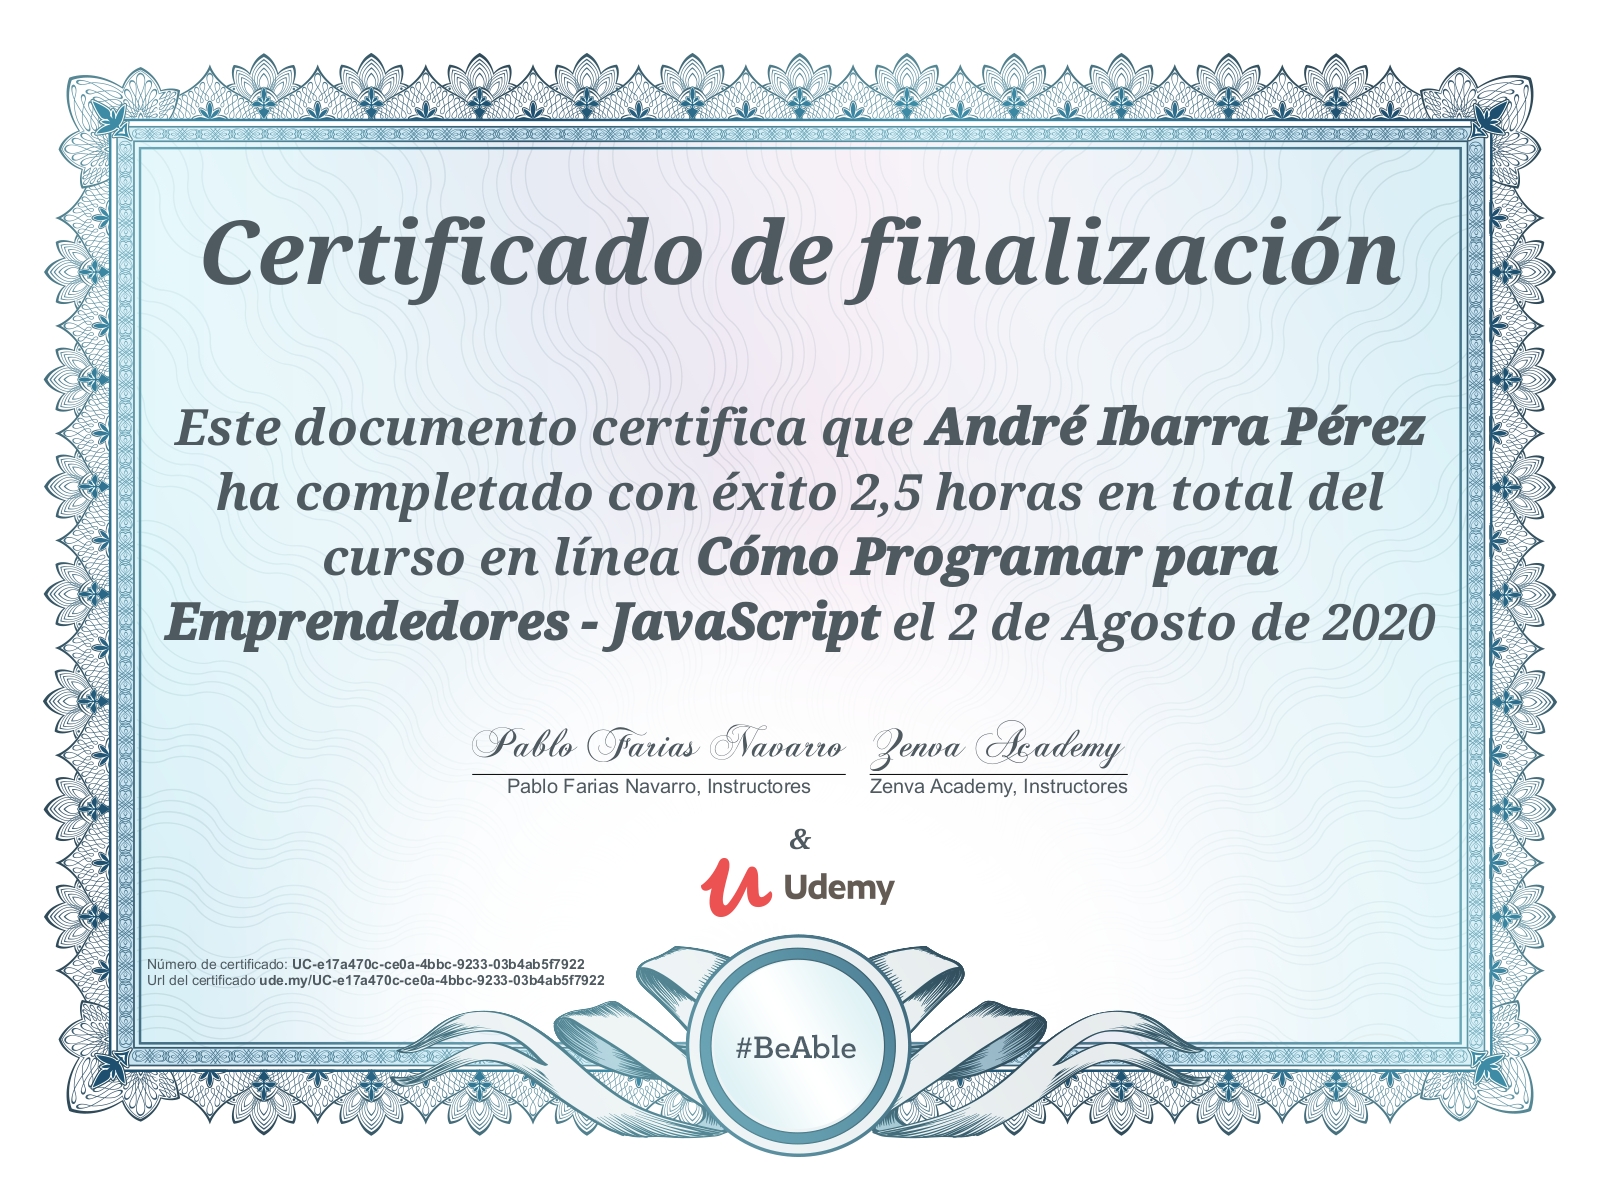 Certificado de finalización
Este documento certifica que André Ibarra Pérez
ha completado con éxito 2,5 horas en total del
curso en línea Cómo Programar para
Emprendedores - JavaScript el 2 de Agosto de 2020
Pablo Farias Navarro Zenva Academy
Pablo Farias Navarro, Instructores Zenva Academy, Instructores
&
Udemy
Número de certificado: UC-e17a470c-ce0a-4bbc-9233-03b4ab5f7922
Url del certificado ude.my/UC-e17a470c-ce0a-4bbc-9233-03b4ab5f7922
#BeAble